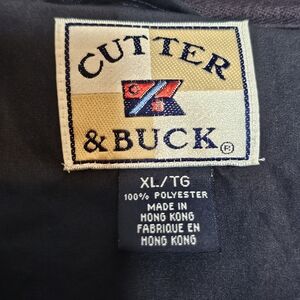 CUTTER
& BUCK®
XL/TG
100% POLYESTER
MADE IN
HONG KONG
FABRIQUE EN
HONG KONG